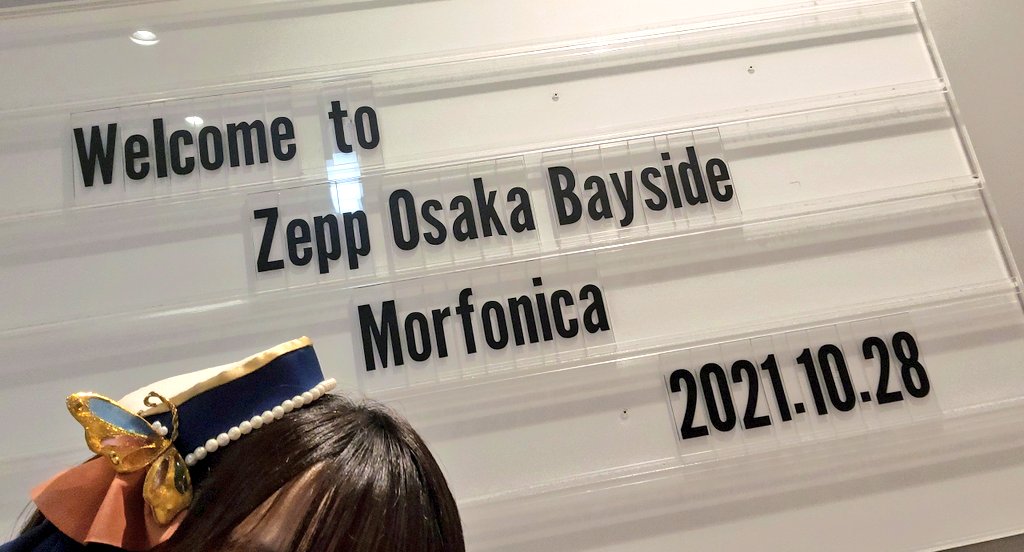 Welcome to
Zepp Osaka Bayside
Morfonica
2021.10.28